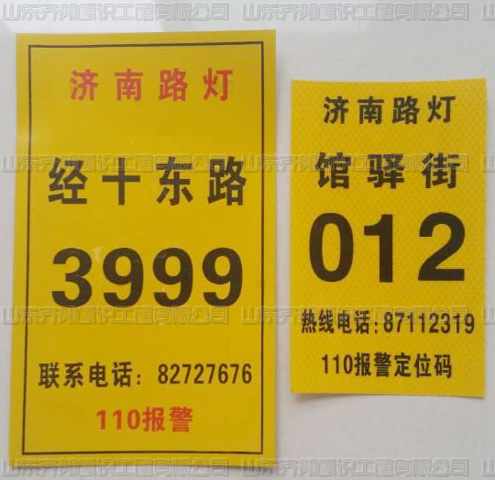 济南路灯
经十东路
3999
联系电话：82727676
110报警
济南路灯
馆驿街
012
热线电话:87112319
110报警定位码